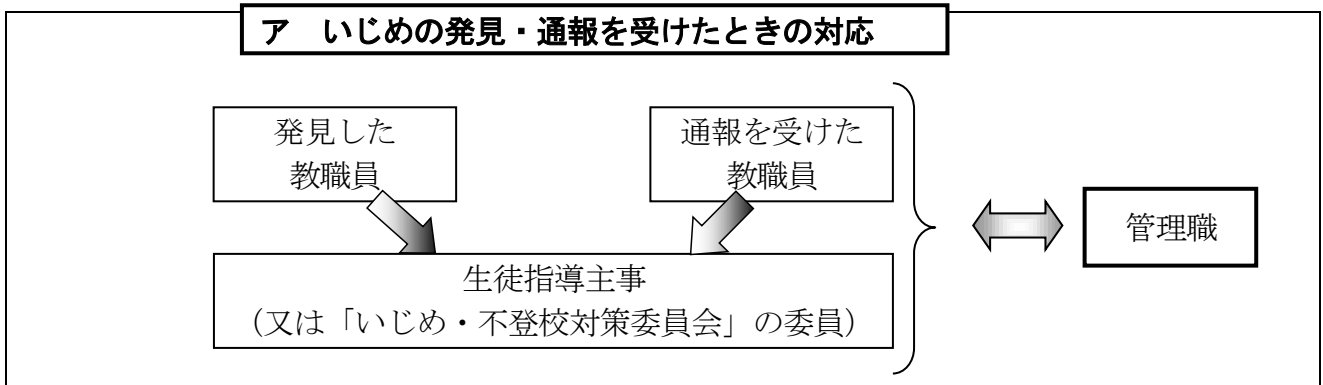 ア　いじめの発見・通報を受けたときの対応
発見した
教職員
通報を受けた
教職員
生徒指導主事
（又は「いじめ・不登校対策委員会」の委員）
管理職